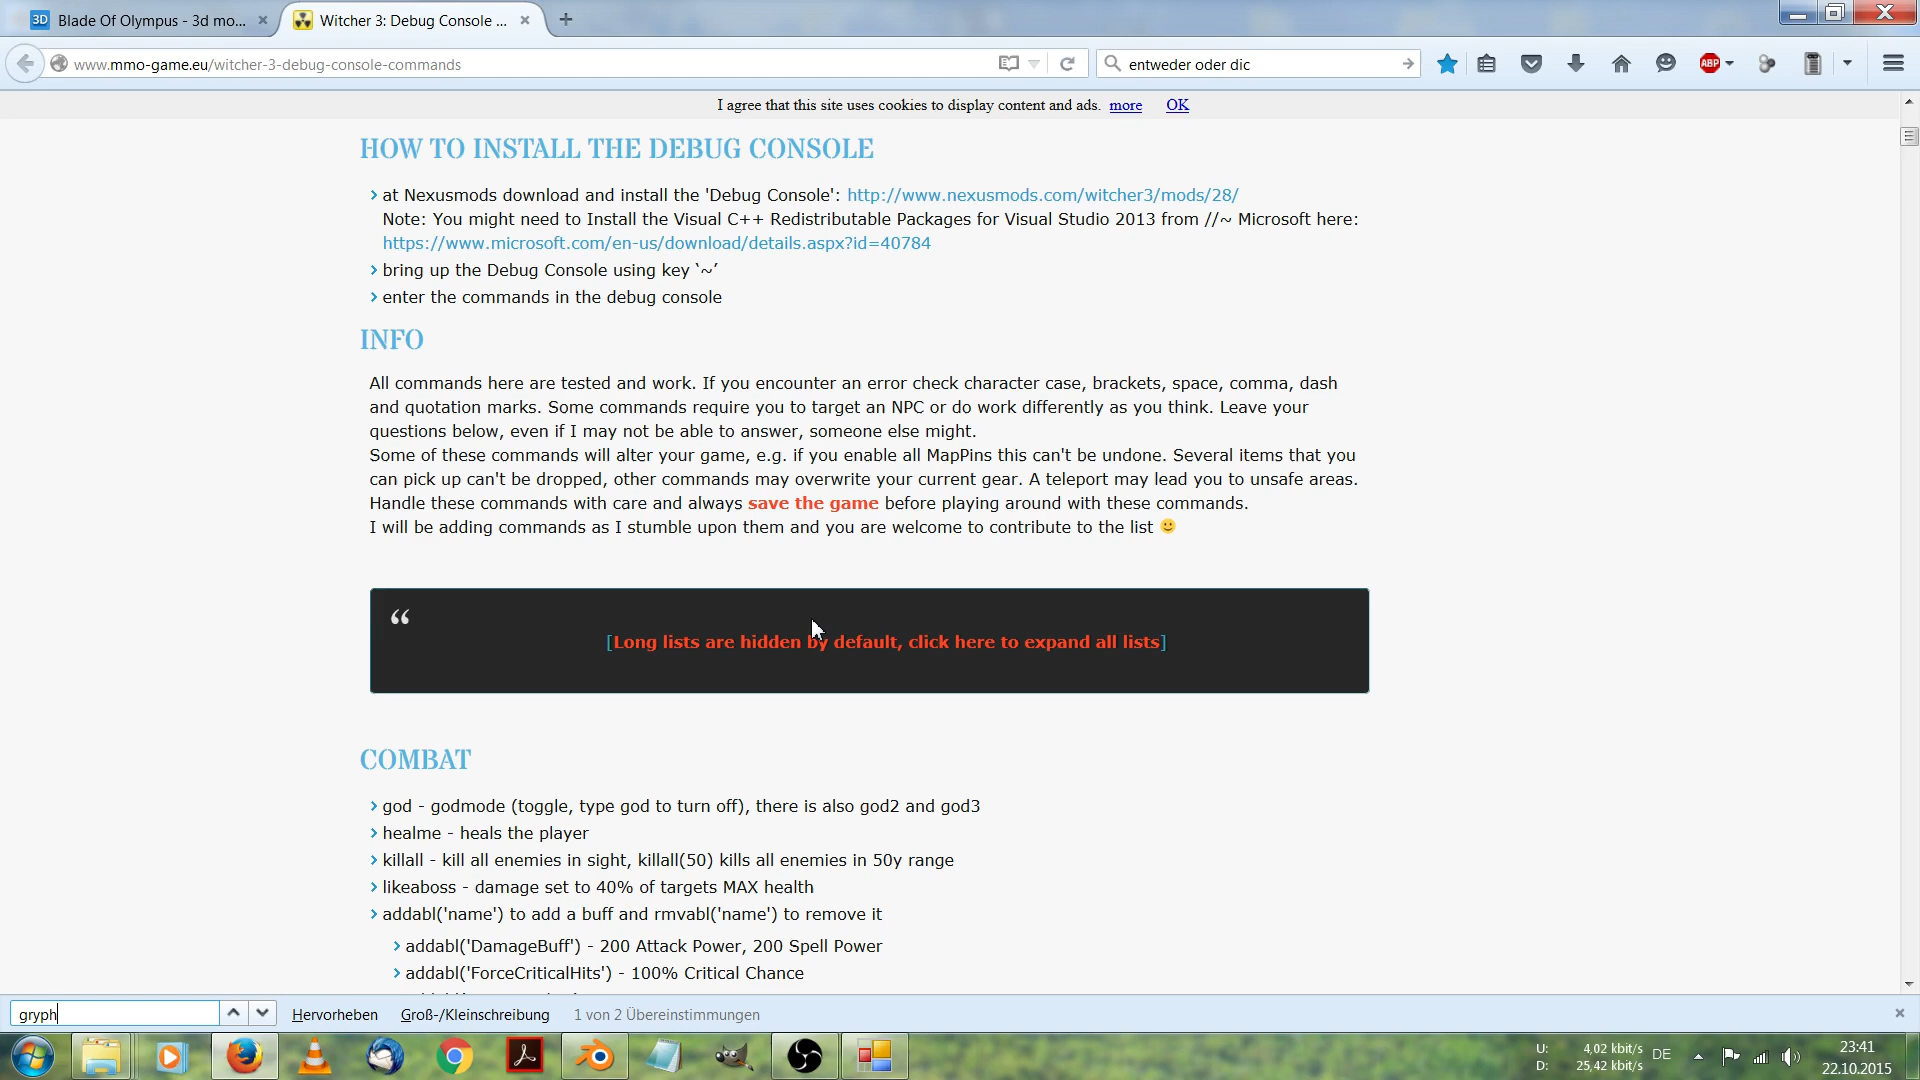 Blade Of Olympus - 3d mo...
Witcher 3: Debug Console ...
www.mmo-game.eu/witcher-3-debug-console-commands
entweder oder dic
ABP
I agree that this site uses cookies to display content and ads. more OK
HOW TO INSTALL THE DEBUG CONSOLE
at Nexusmods download and install the 'Debug Console': http://www.nexusmods.com/witcher3/mods/28/
Note: You might need to Install the Visual C++ Redistributable Packages for Visual Studio 2013 from //~ Microsoft here:
https://www.microsoft.com/en-us/download/details.aspx?id=40784
bring up the Debug Console using key ‘~’
enter the commands in the debug console
INFO
All commands here are tested and work. If you encounter an error check character case, brackets, space, comma, dash
and quotation marks. Some commands require you to target an NPC or do work differently as you think. Leave your
questions below, even if I may not be able to answer, someone else might.
Some of these commands will alter your game, e.g. if you enable all MapPins this can't be undone. Several items that you
can pick up can't be dropped, other commands may overwrite your current gear. A teleport may lead you to unsafe areas.
Handle these commands with care and always save the game before playing around with these commands.
I will be adding commands as I stumble upon them and you are welcome to contribute to the list
“
[Long lists are hidden by default, click here to expand all lists]
COMBAT
god - godmode (toggle, type god to turn off), there is also god2 and god3
healme - heals the player
killall - kill all enemies in sight, killall(50) kills all enemies in 50y range
likeaboss - damage set to 40% of targets MAX health
addabl('name') to add a buff and rmvabl('name') to remove it
addabl('DamageBuff') - 200 Attack Power, 200 Spell Power
addabl('ForceCriticalHits') - 100% Critical Chance
gryph
Hervorheben
Groß-/Kleinschreibung
1 von 2 Übereinstimmungen
U: 4,02 kbit/s
D: 25,42 kbit/s
DE
23:41
22.10.2015